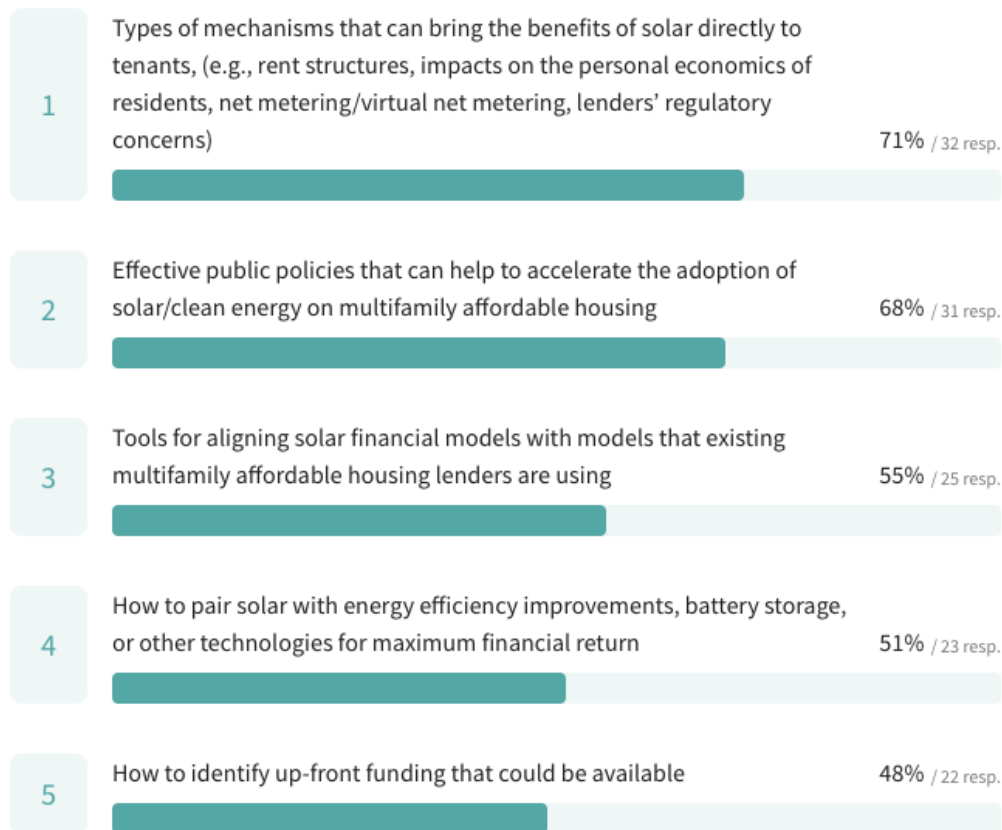 1
Types of mechanisms that can bring the benefits of solar directly to
tenants, (e.g., rent structures, impacts on the personal economics of
residents, net metering/virtual net metering, lenders’ regulatory
concerns)
71% / 32 resp.
2
Effective public policies that can help to accelerate the adoption of
solar/clean energy on multifamily affordable housing
68% / 31 resp.
3
Tools for aligning solar financial models with models that existing
multifamily affordable housing lenders are using
55% / 25 resp.
4
How to pair solar with energy efficiency improvements, battery storage,
or other technologies for maximum financial return
51% / 23 resp.
5
How to identify up-front funding that could be available
48% / 22 resp.